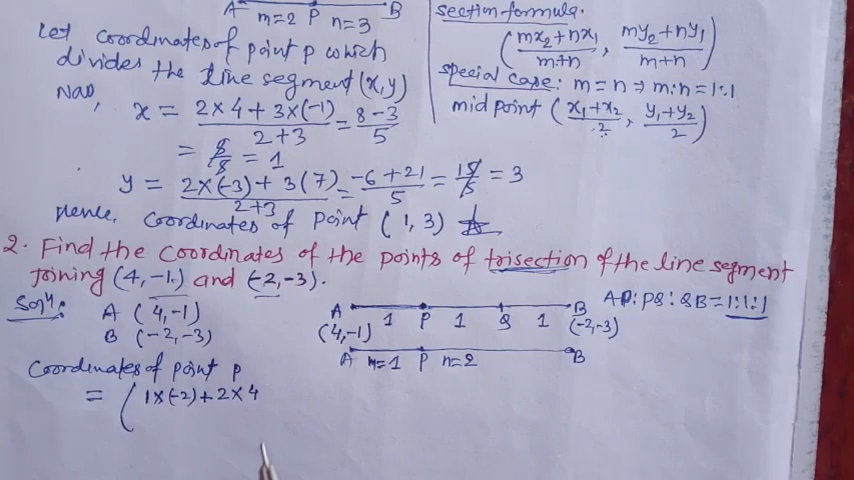 A m=2 P n=3 B
Let coordinates of point p which
divides the line segment (x,y)
Now,
x = 2×4+3×(-1)/2+3 = 8-3/5
= 5/5 = 1
y = 2×(-3)+3(7)/2+3 = -6+21/5 = 15/5 = 3
Hence, coordinates of point (1,3)
section formula.
(mx₂+nx₁/m+n, my₂+ny₁/m+n)
special case: m=n ⇒ m:n=1:1
mid point (x₁+x₂/2, y₁+y₂/2)
2. Find the coordinates of the points of trisection of the line segment
joining (4,-1) and (-2,-3).
Solⁿ: A (4,-1)
B (-2,-3)
A 1 P 1 Q 1 B
(4,-1) (-2,-3)
AP:PQ:QB=1:1:1
A m=1 P n=2 B
Coordinates of point p
= (1×(-2)+2×4